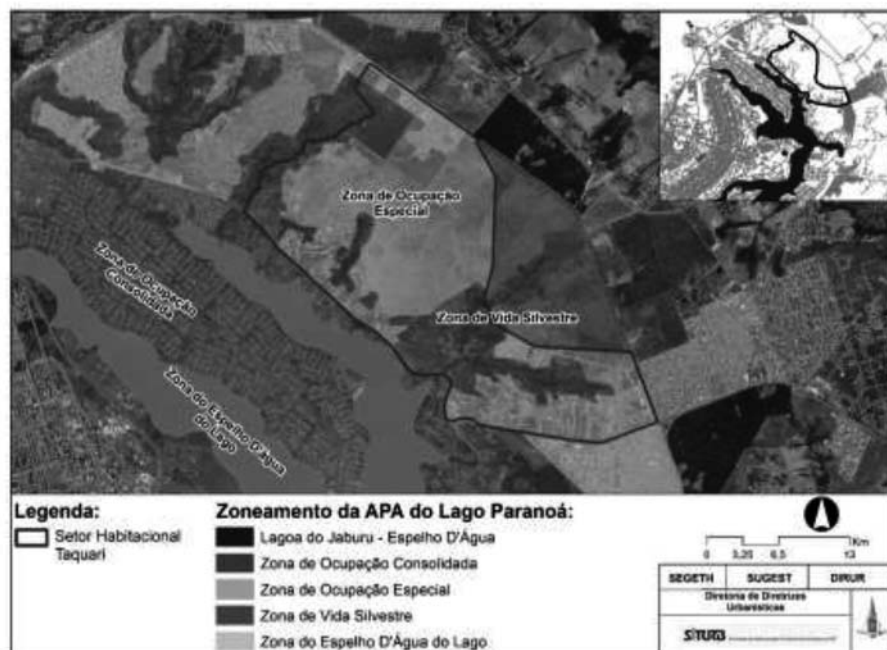 Zona de Ocupação
Especial
Zona de Ocupação
Consolidada
Zona de Vida Silvestre
Zona do Espelho D'água
do Lago
Legenda:
Setor Habitacional
Taquari
Zoneamento da APA do Lago Paranoá:
Lagoa do Jaburu - Espelho D'Água
Zona de Ocupação Consolidada
Zona de Ocupação Especial
Zona de Vida Silvestre
Zona do Espelho D'Água do Lago
Km
0 3,25 6,5 13
SEGETH SUGEST DIRUR
Diretoria de Diretrizes
Urbanísticas
SITURB